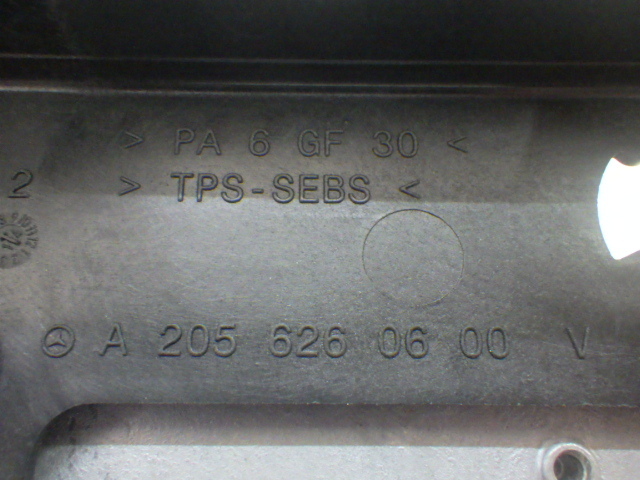 > PA 6 GF 30 <
2 > TPS-SEBS <
A 205 626 06 00 V